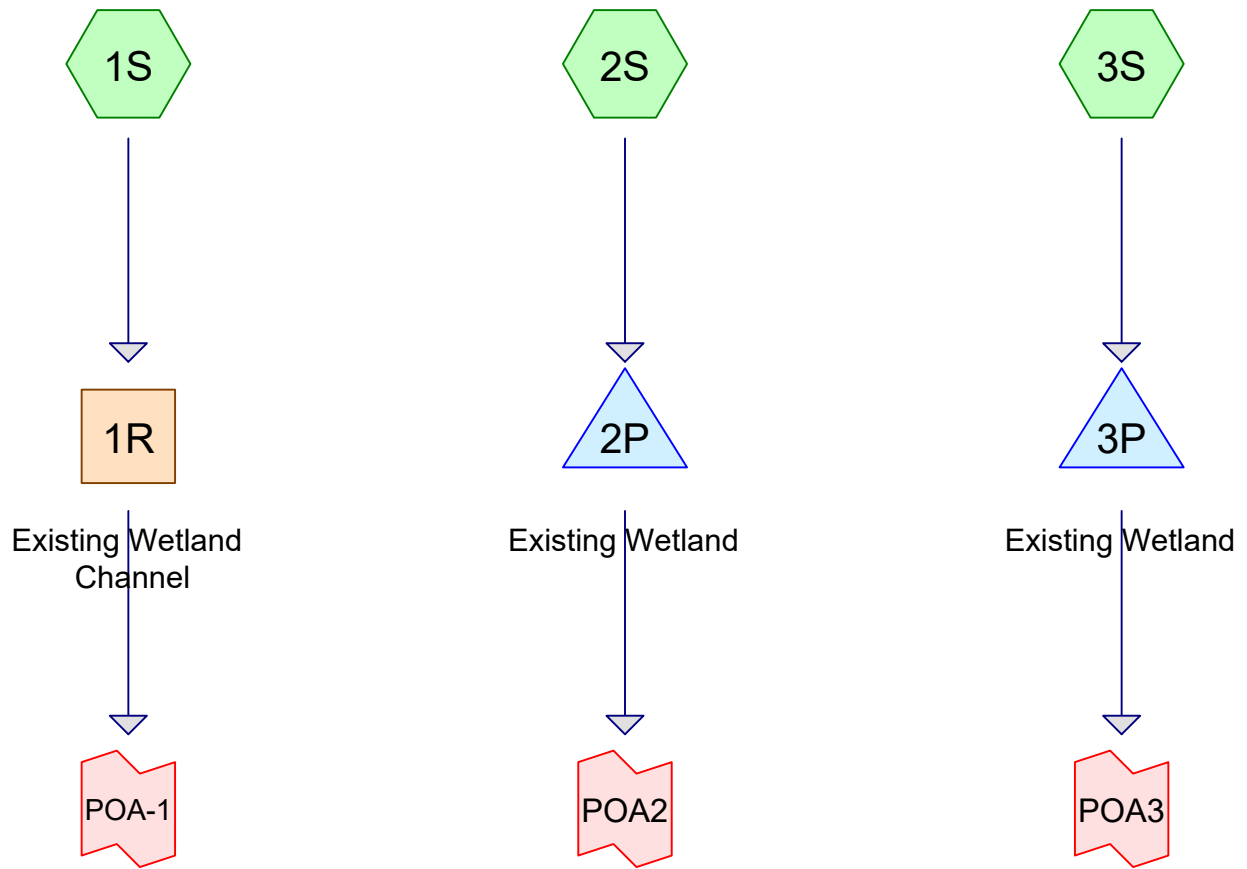 1S
2S
3S
1R
2P
3P
Existing Wetland
Channel
Existing Wetland
Existing Wetland
POA-1
POA2
POA3